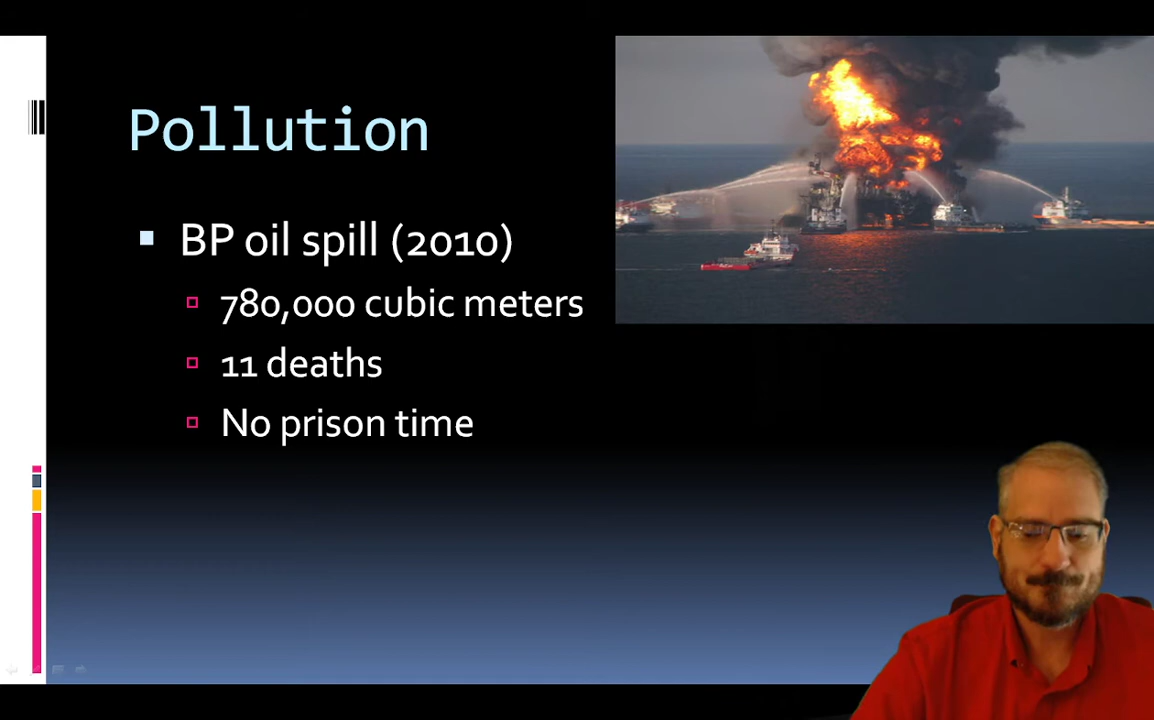 Pollution
BP oil spill (2010)
780,000 cubic meters
11 deaths
No prison time